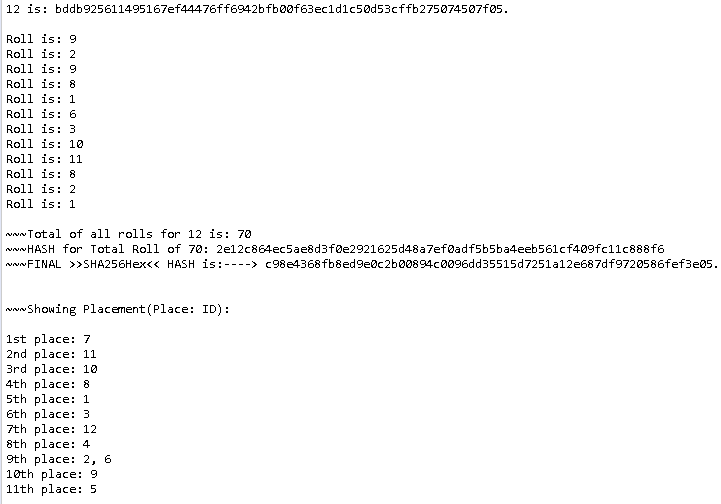 12 is: bddb925611495167ef44476ff6942bfb00f63ec1d1c50d53cffb275074507f05.
Roll is: 9
Roll is: 2
Roll is: 9
Roll is: 8
Roll is: 1
Roll is: 6
Roll is: 3
Roll is: 10
Roll is: 11
Roll is: 8
Roll is: 2
Roll is: 1
~~~Total of all rolls for 12 is: 70
~~~HASH for Total Roll of 70: 2e12c864ec5ae8d3f0e2921625d48a7ef0adf5b5ba4eeb561cf409fc11c888f6
~~~FINAL >>SHA256Hex<< HASH is:----> c98e4368fb8ed9e0c2b00894c0096dd35515d7251a12e687df9720586fef3e05.
~~~Showing Placement(Place: ID):
1st place: 7
2nd place: 11
3rd place: 10
4th place: 8
5th place: 1
6th place: 3
7th place: 12
8th place: 4
9th place: 2, 6
10th place: 9
11th place: 5